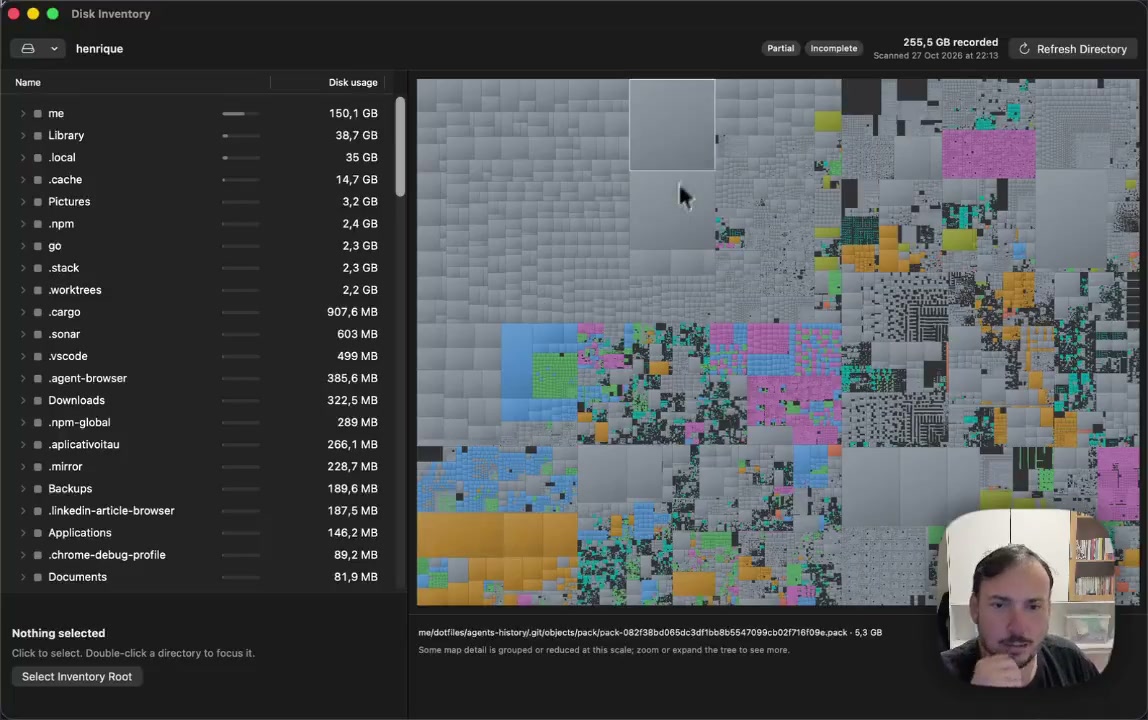 Disk Inventory
henrique
Partial
Incomplete
255,5 GB recorded
Scanned 27 Oct 2026 at 22:13
Refresh Directory
Name Disk usage
me 150,1 GB
Library 38,7 GB
.local 35 GB
.cache 14,7 GB
Pictures 3,2 GB
.npm 2,4 GB
go 2,3 GB
.stack 2,3 GB
.worktrees 2,2 GB
.cargo 907,6 MB
.sonar 603 MB
.vscode 499 MB
.agent-browser 385,6 MB
Downloads 322,5 MB
.npm-global 289 MB
.aplicativoitau 266,1 MB
.mirror 228,7 MB
Backups 189,6 MB
.linkedin-article-browser 187,5 MB
Applications 146,2 MB
.chrome-debug-profile 89,2 MB
Documents 81,9 MB
Nothing selected
Click to select. Double-click a directory to focus it.
Select Inventory Root
me/dotfiles/agents-history/.git/objects/pack/pack-082f38bd065dc3df1bb8b5547099cb02f716f09e.pack · 5,3 GB
Some map detail is grouped or reduced at this scale; zoom or expand the tree to see more.